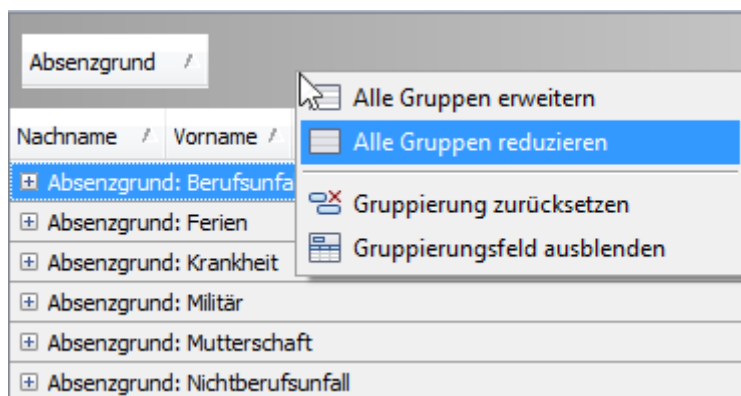 Absenzgrund
Alle Gruppen erweitern
Nachname Vorname
Alle Gruppen reduzieren
Absenzgrund: Berufsunfa
Gruppierung zurücksetzen
Absenzgrund: Ferien
Gruppierungsfeld ausblenden
Absenzgrund: Krankheit
Absenzgrund: Militär
Absenzgrund: Mutterschaft
Absenzgrund: Nichtberufsunfall